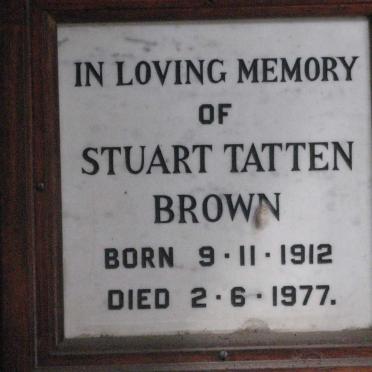 IN LOVING MEMORY
OF
STUART TATTEN
BROWN
BORN 9·11·1912
DIED 2·6·1977.